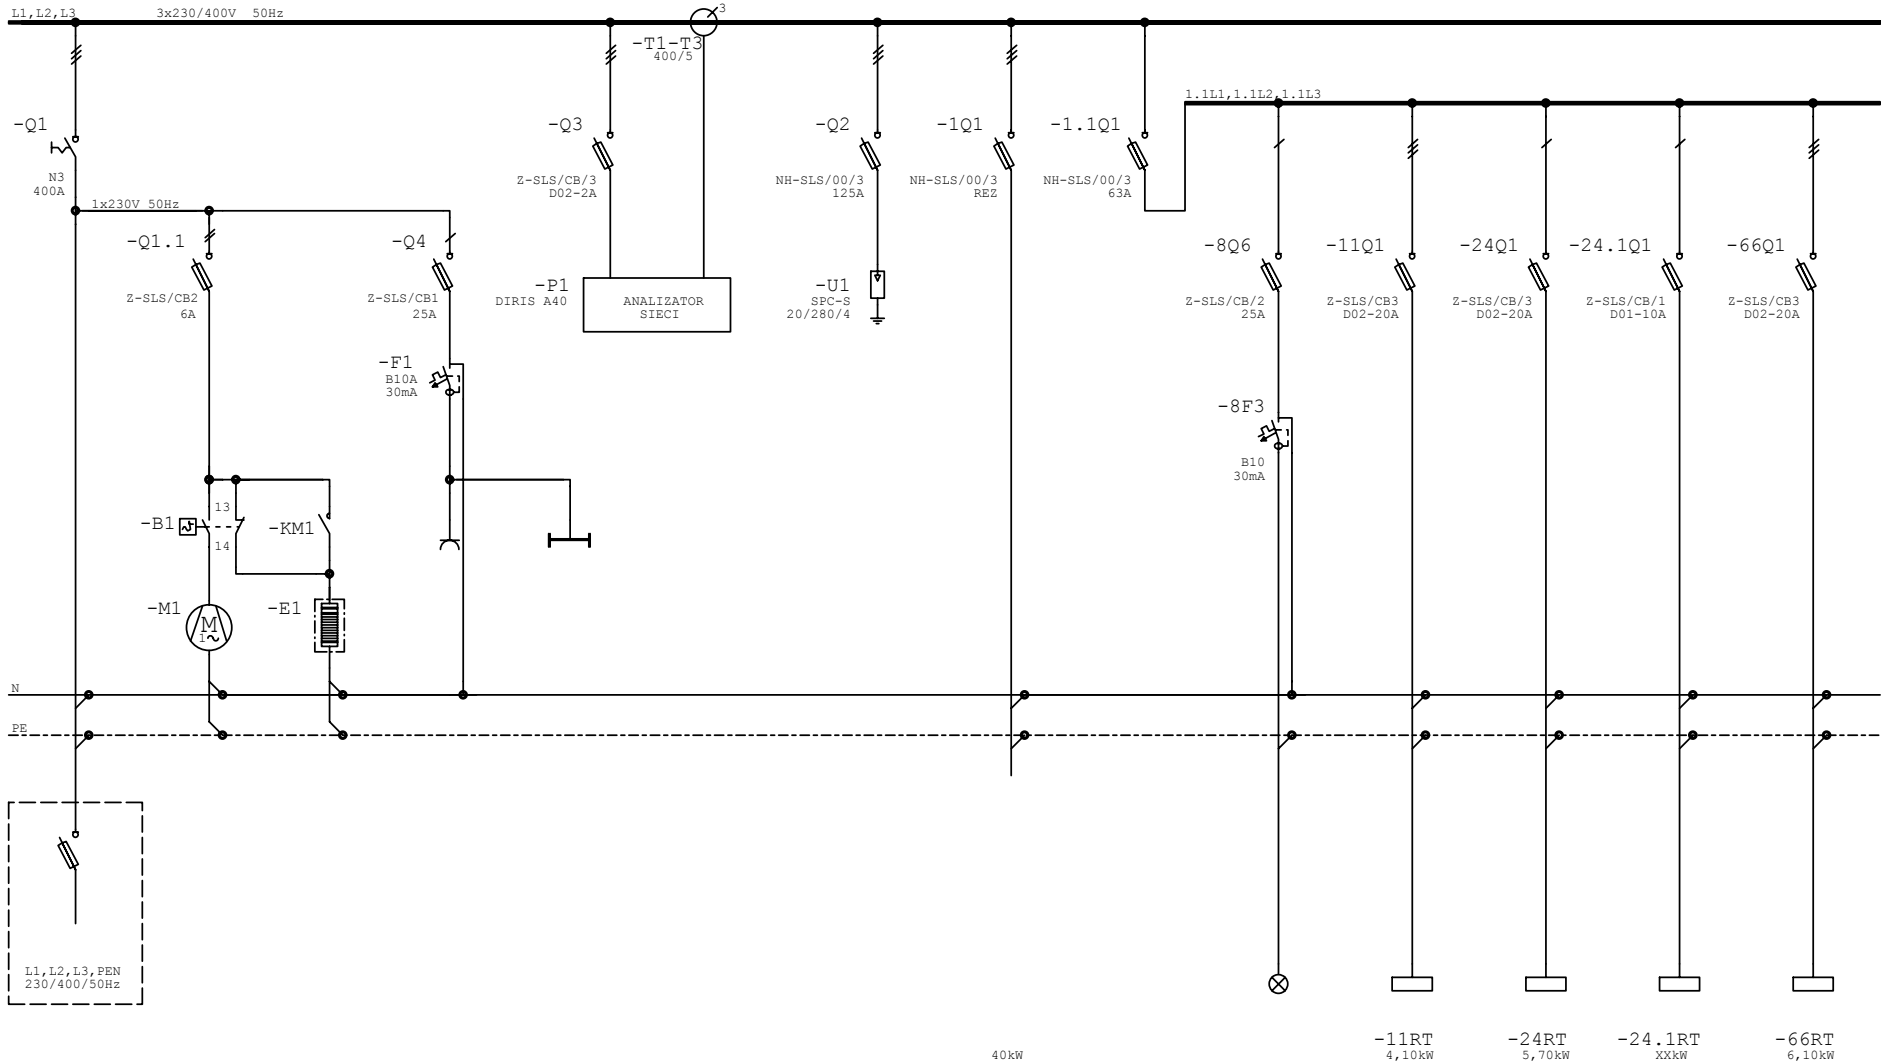 L1,L2,L3
3x230/400V 50Hz
3
-T1-T3
400/5
1.1L1,1.1L2,1.1L3
-Q1
N3
400A
-Q3
Z-SLS/CB/3
D02-2A
-Q2
NH-SLS/00/3
125A
-1Q1
NH-SLS/00/3
REZ
-1.1Q1
NH-SLS/00/3
63A
1x230V 50Hz
-Q1.1
Z-SLS/CB2
6A
-Q4
Z-SLS/CB1
25A
-P1
DIRIS A40
ANALIZATOR
SIECI
-U1
SPC-S
20/280/4
-8Q6
Z-SLS/CB/2
25A
-11Q1
Z-SLS/CB3
D02-20A
-24Q1
Z-SLS/CB/3
D02-20A
-24.1Q1
Z-SLS/CB/1
D01-10A
-66Q1
Z-SLS/CB3
D02-20A
-F1
B10A
30mA
-8F3
B10
30mA
13
-B1
14
-KM1
-M1
M
1
-E1
N
PE
L1,L2,L3,PEN
230/400/50Hz
40kW
-11RT
4,10kW
-24RT
5,70kW
-24.1RT
XXkW
-66RT
6,10kW